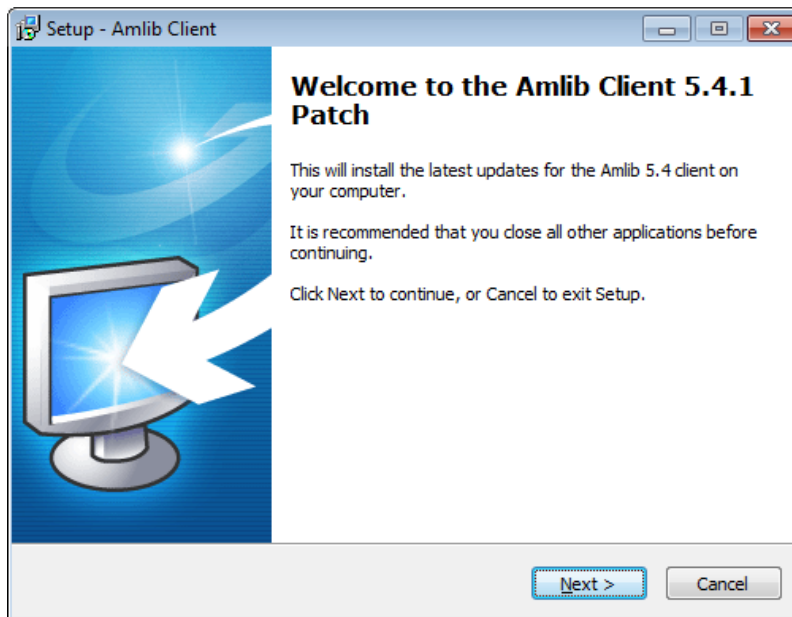 Setup - Amlib Client
Welcome to the Amlib Client 5.4.1
Patch
This will install the latest updates for the Amlib 5.4 client on
your computer.
It is recommended that you close all other applications before
continuing.
Click Next to continue, or Cancel to exit Setup.
Next >
Cancel